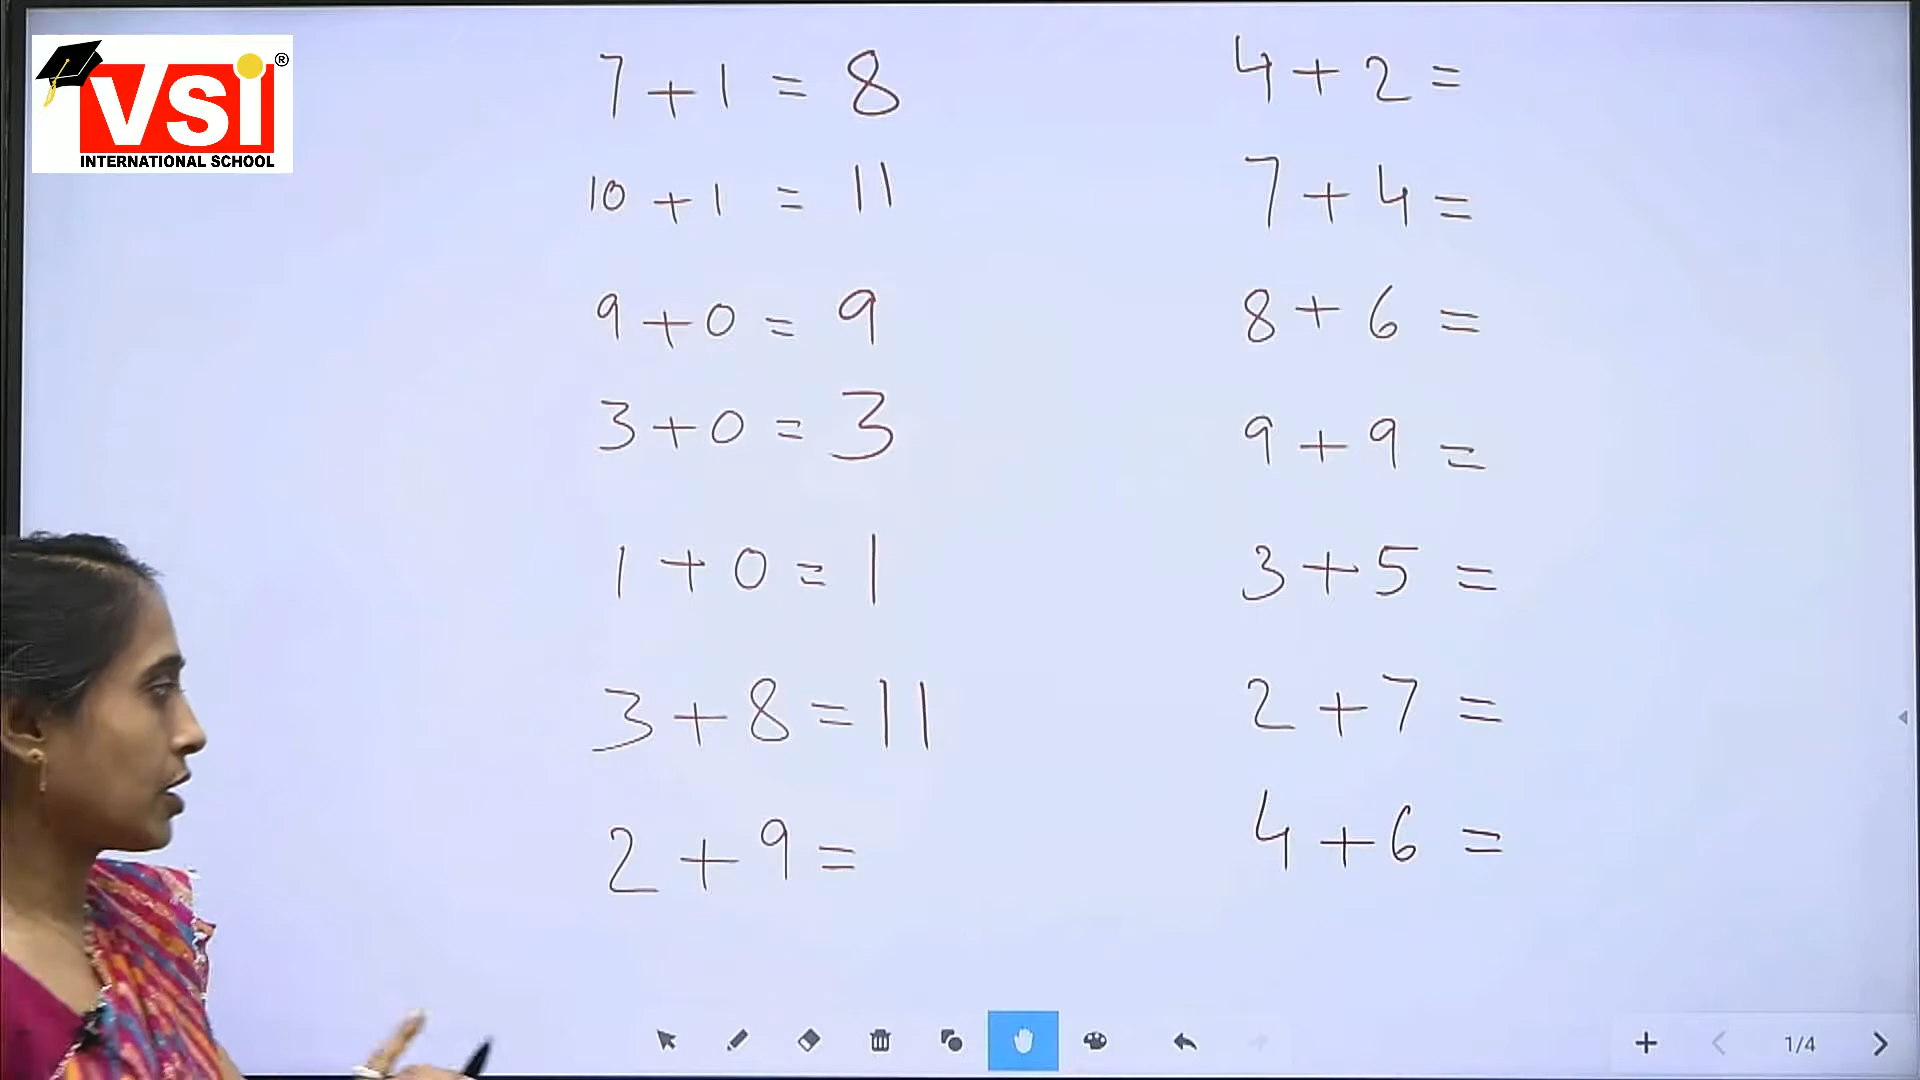 VSI ®
INTERNATIONAL SCHOOL
7 + 1 = 8
10 + 1 = 11
9 + 0 = 9
3 + 0 = 3
1 + 0 = 1
3 + 8 = 11
2 + 9 =
4 + 2 =
7 + 4 =
8 + 6 =
9 + 9 =
3 + 5 =
2 + 7 =
4 + 6 =
1/4